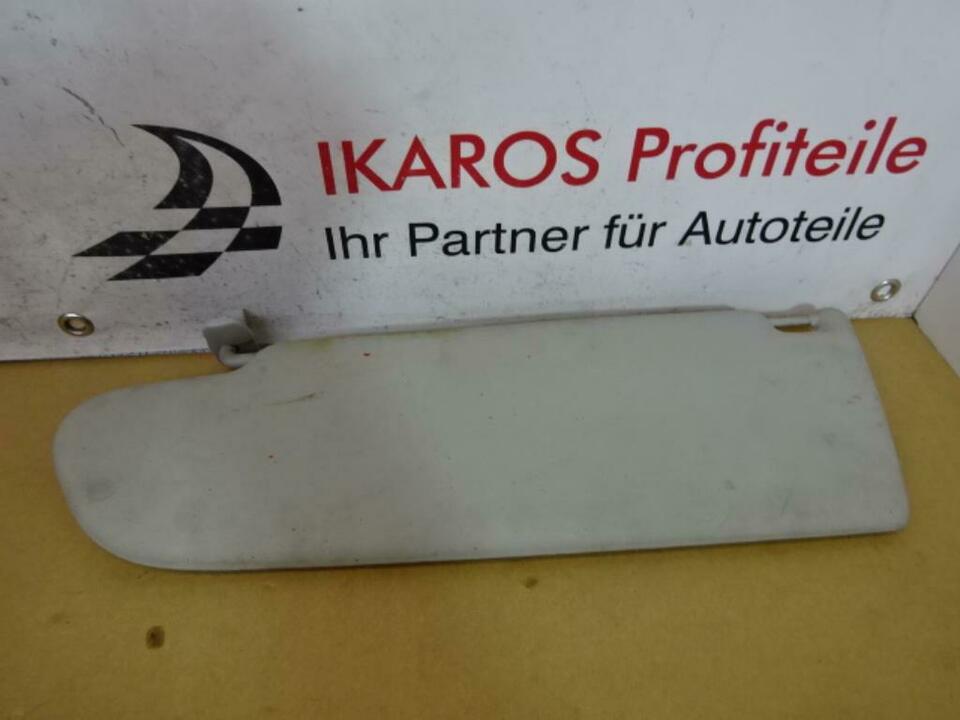 IKAROS Profiteile
Ihr Partner für Autoteile